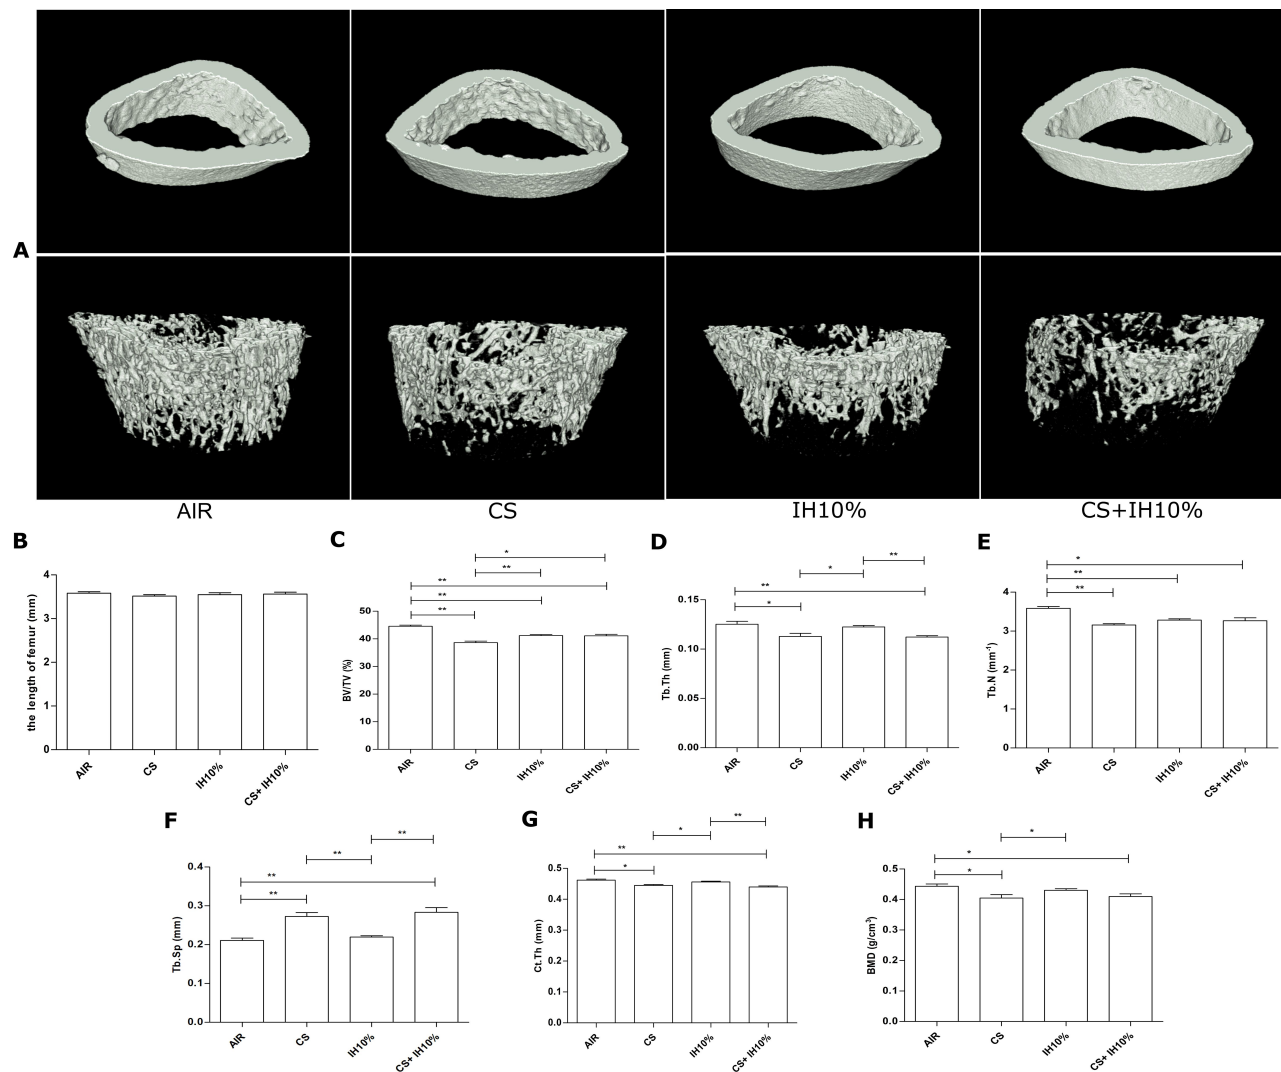 A
AIR
CS
IH10%
CS+IH10%
B
the length of femur (mm)
4
3
2
1
0
AIR
CS
IH10%
CS+ IH10%
C
*
**
**
**
**
BV/TV (%)
50
40
30
20
10
0
AIR
CS
IH10%
CS+ IH10%
D
**
*
**
*
Tb.Th (mm)
0.15
0.10
0.05
0.00
AIR
CS
IH10%
CS+ IH10%
E
*
**
**
Tb.N (mm⁻¹)
4
3
2
1
0
AIR
CS
IH10%
CS+ IH10%
F
**
**
**
**
Tb.Sp (mm)
0.4
0.3
0.2
0.1
0.0
AIR
CS
IH10%
CS+ IH10%
G
**
*
**
*
Ct.Th (mm)
0.5
0.4
0.3
0.2
0.1
0.0
AIR
CS
IH10%
CS+ IH10%
H
*
*
*
BMD (g/cm³)
0.5
0.4
0.3
0.2
0.1
0.0
AIR
CS
IH10%
CS+ IH10%